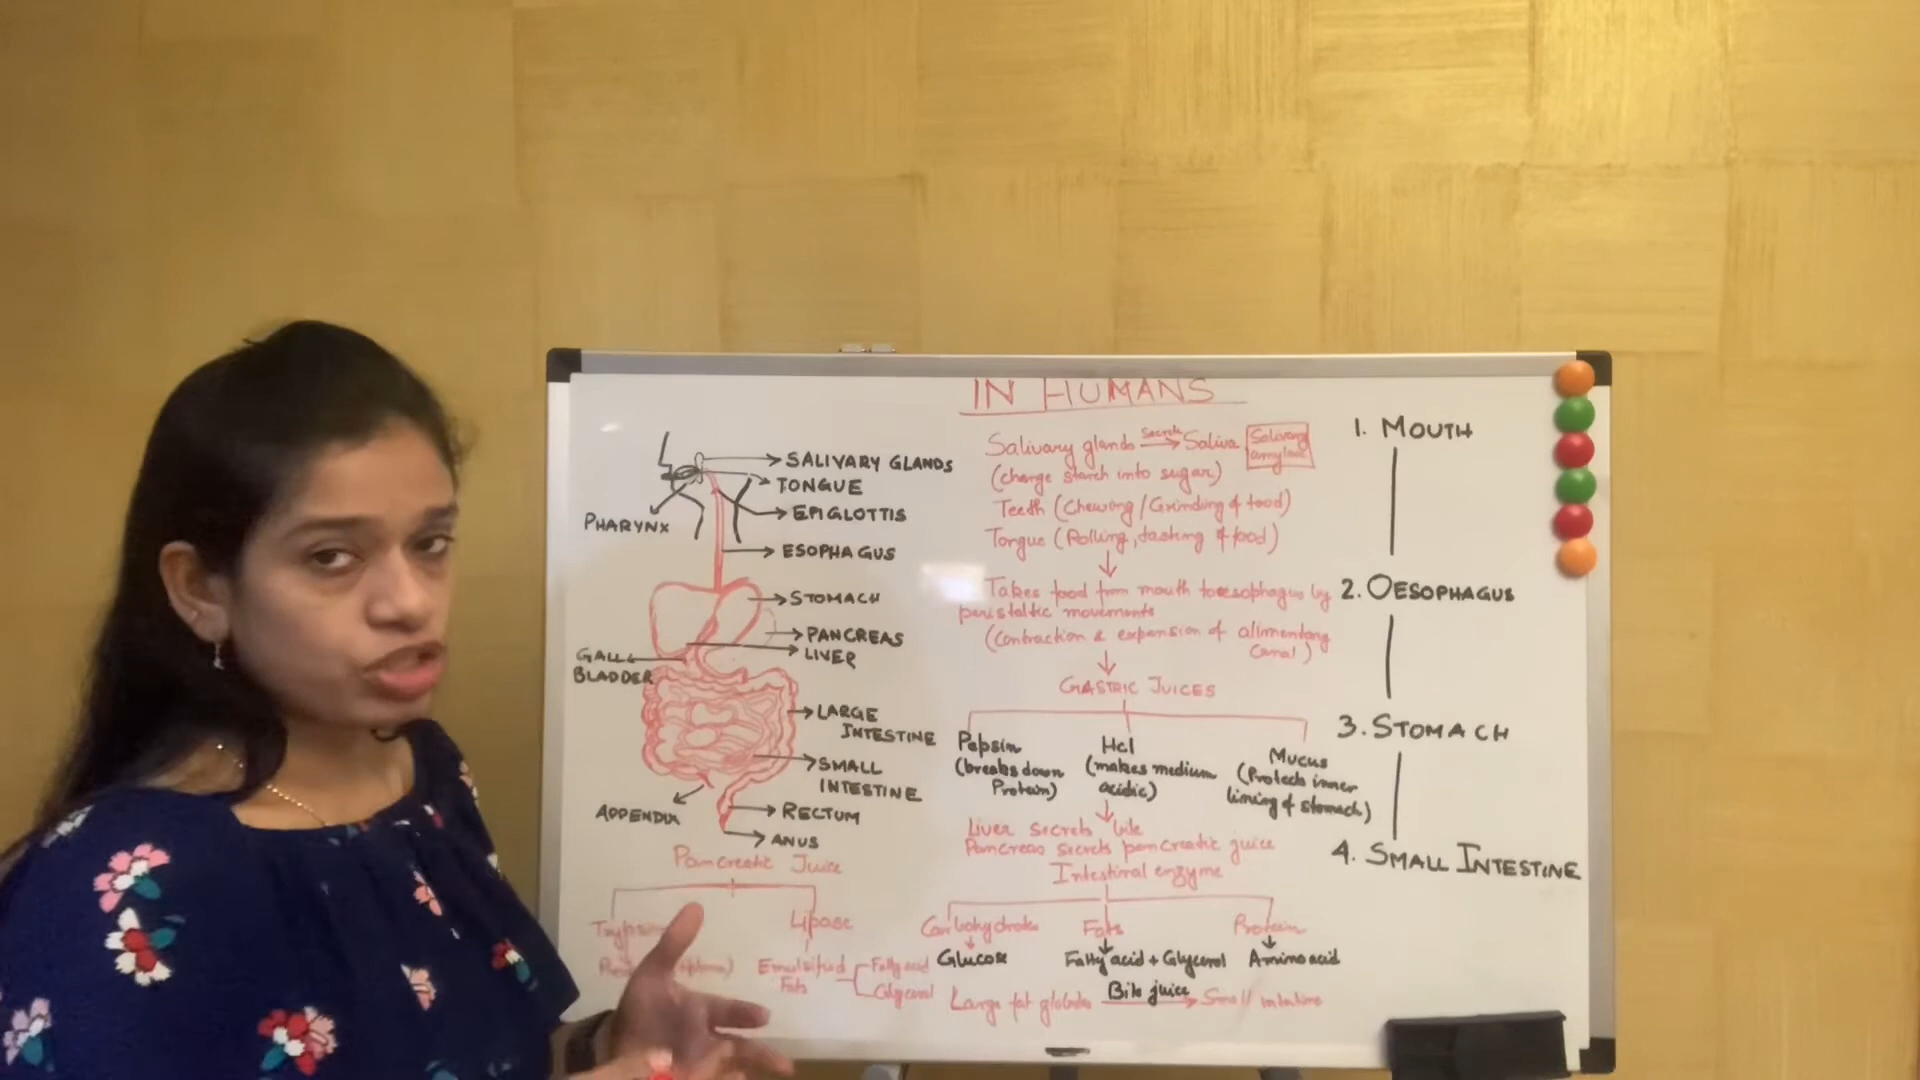 IN HUMANS
SALIVARY GLANDS
TONGUE
EPIGLOTTIS
PHARYNX
ESOPHAGUS
STOMACH
PANCREAS
LIVER
GALL
BLADDER
LARGE
INTESTINE
SMALL
INTESTINE
APPENDIX
RECTUM
ANUS
Pancreatic Juice
Lipase
Emulsified
Fats
Fatty acid
Glycerol
Salivary glands Secrets Saliva
Salivary
amylase
(change starch into sugar)
Teeth (Chewing/Grinding of food)
Tongue (Rolling, tasting of food)
Takes food from mouth to oesophagus by
peristaltic movements
(Contraction & expansion of alimentary
Canal)
GASTRIC JUICES
Pepsin
(breaks down
Protein)
Hcl
(makes medium
acidic)
Mucus
(Protects inner
lining of stomach)
Liver secrets bile
Pancreas secrets pancreatic juice
Intestinal enzyme
Carbohydrate
Glucose
Fats
Fatty acid + Glycerol
Protein
Amino acid
Large fat globules Bile juice Small intestine
1. MOUTH
2. OESOPHAGUS
3. STOMACH
4. SMALL INTESTINE